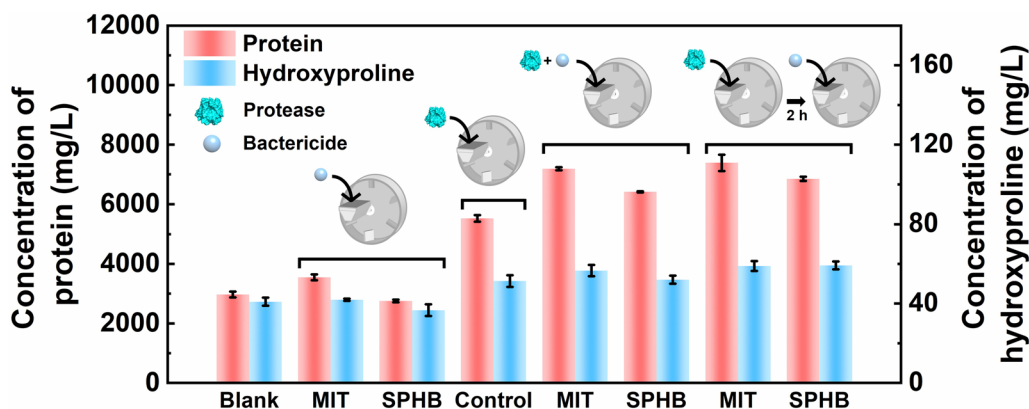 Concentration of
protein (mg/L)
12000
10000
8000
6000
4000
2000
0
Protein
Hydroxyproline
Protease
Bactericide
+
2 h
160
120
80
40
0
Concentration of
hydroxyproline (mg/L)
Blank MIT SPHB Control MIT SPHB MIT SPHB